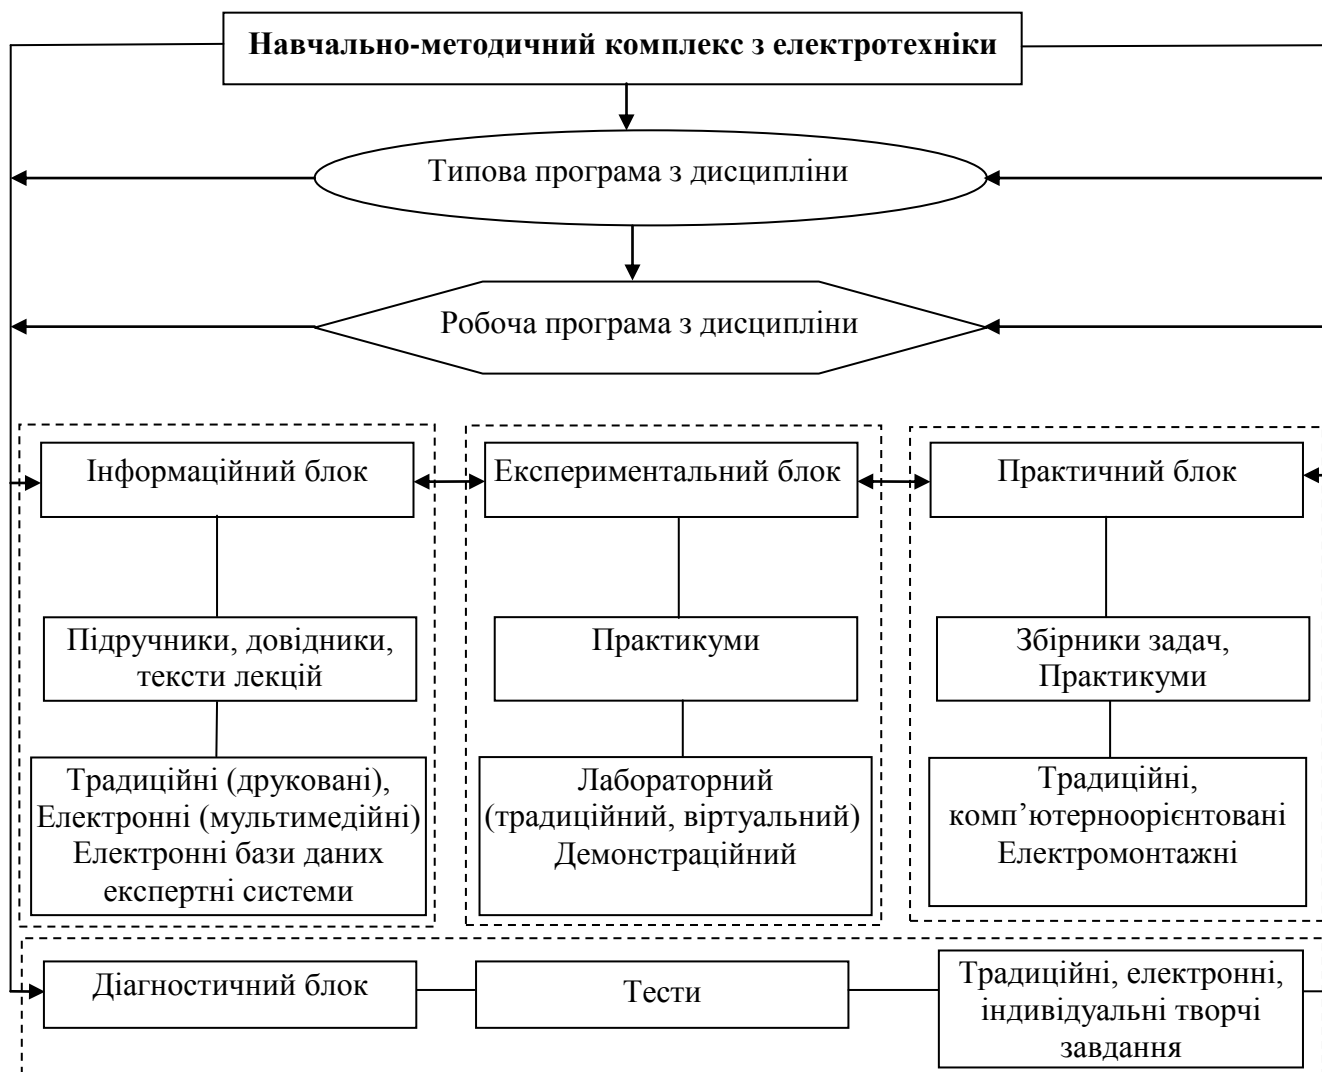 Навчально-методичний комплекс з електротехніки
Типова програма з дисципліни
Робоча програма з дисципліни
Інформаційний блок
Експериментальний блок
Практичний блок
Підручники, довідники,
тексти лекцій
Практикуми
Збірники задач,
Практикуми
Традиційні (друковані),
Електронні (мультимедійні)
Електронні бази даних
експертні системи
Лабораторний
(традиційний, віртуальний)
Демонстраційний
Традиційні,
комп’ютерноорієнтовані
Електромонтажні
Діагностичний блок
Тести
Традиційні, електронні,
індивідуальні творчі
завдання